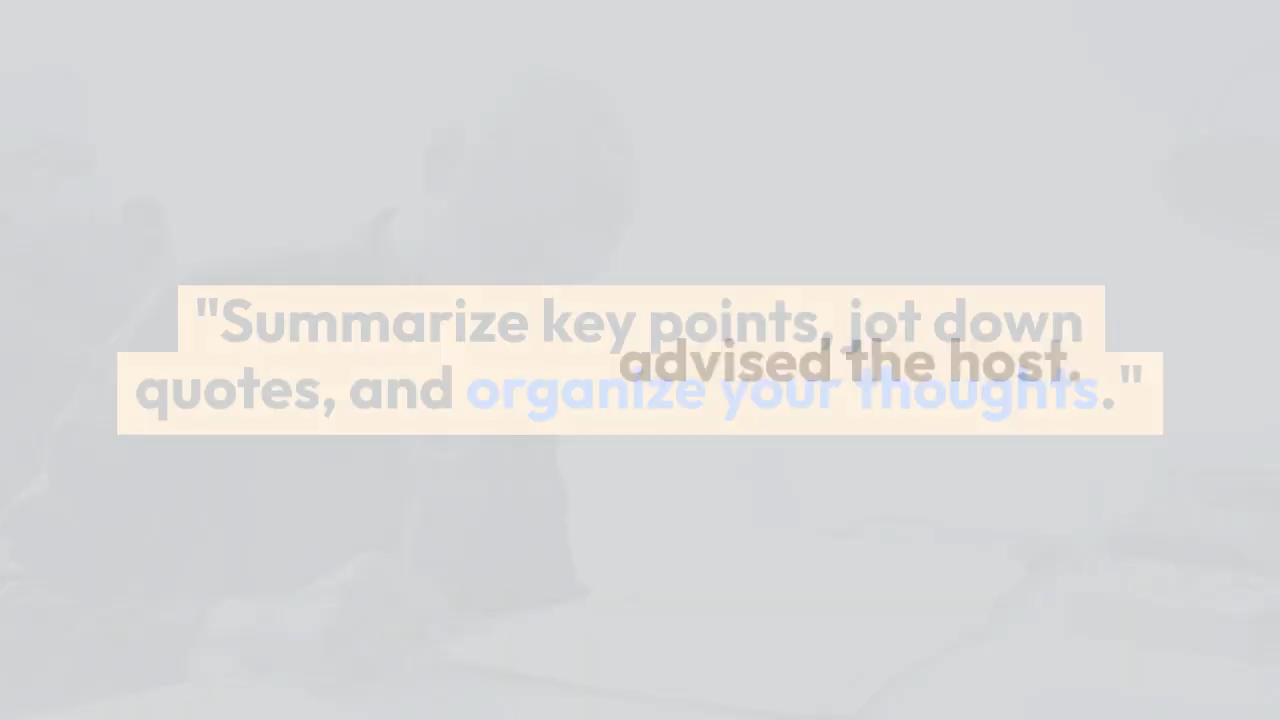 "Summarize key points, jot down
advised the host.
quotes, and organize your thoughts."